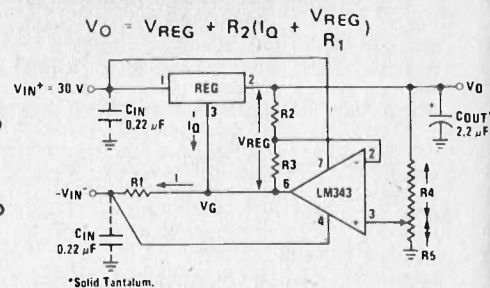 VO = VREG + R2(IQ + VREG / R1)
VIN+ = 30 V
1
REG
2
VO
CIN
0.22 µF
3
IQ
VREG
R2
R3
7
2
−
COUT*
2.2 µF
+
-VIN-
R1
I
VG
6
LM343
4
+
3
R4
R5
CIN
0.22 µF
*Solid Tantalum.